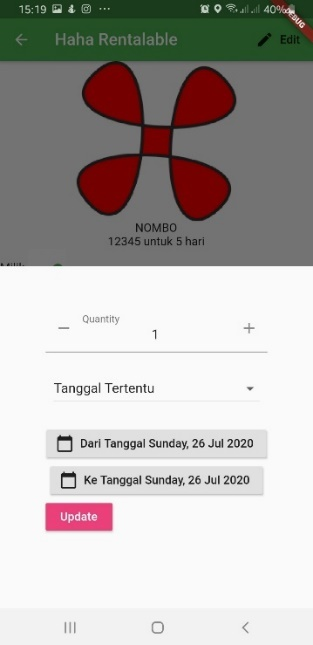 15:19
40%
DEBUG
Haha Rentalable
Edit
NOMBO
12345 untuk 5 hari
Milik
Quantity
1
Tanggal Tertentu
Dari Tanggal Sunday, 26 Jul 2020
Ke Tanggal Sunday, 26 Jul 2020
Update